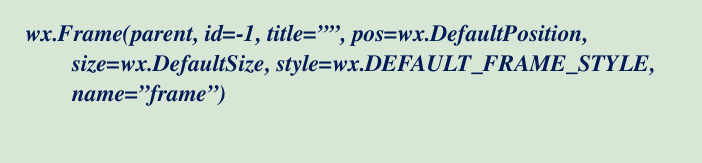 wx.Frame(parent, id=-1, title=””, pos=wx.DefaultPosition,
size=wx.DefaultSize, style=wx.DEFAULT_FRAME_STYLE,
name=”frame”)